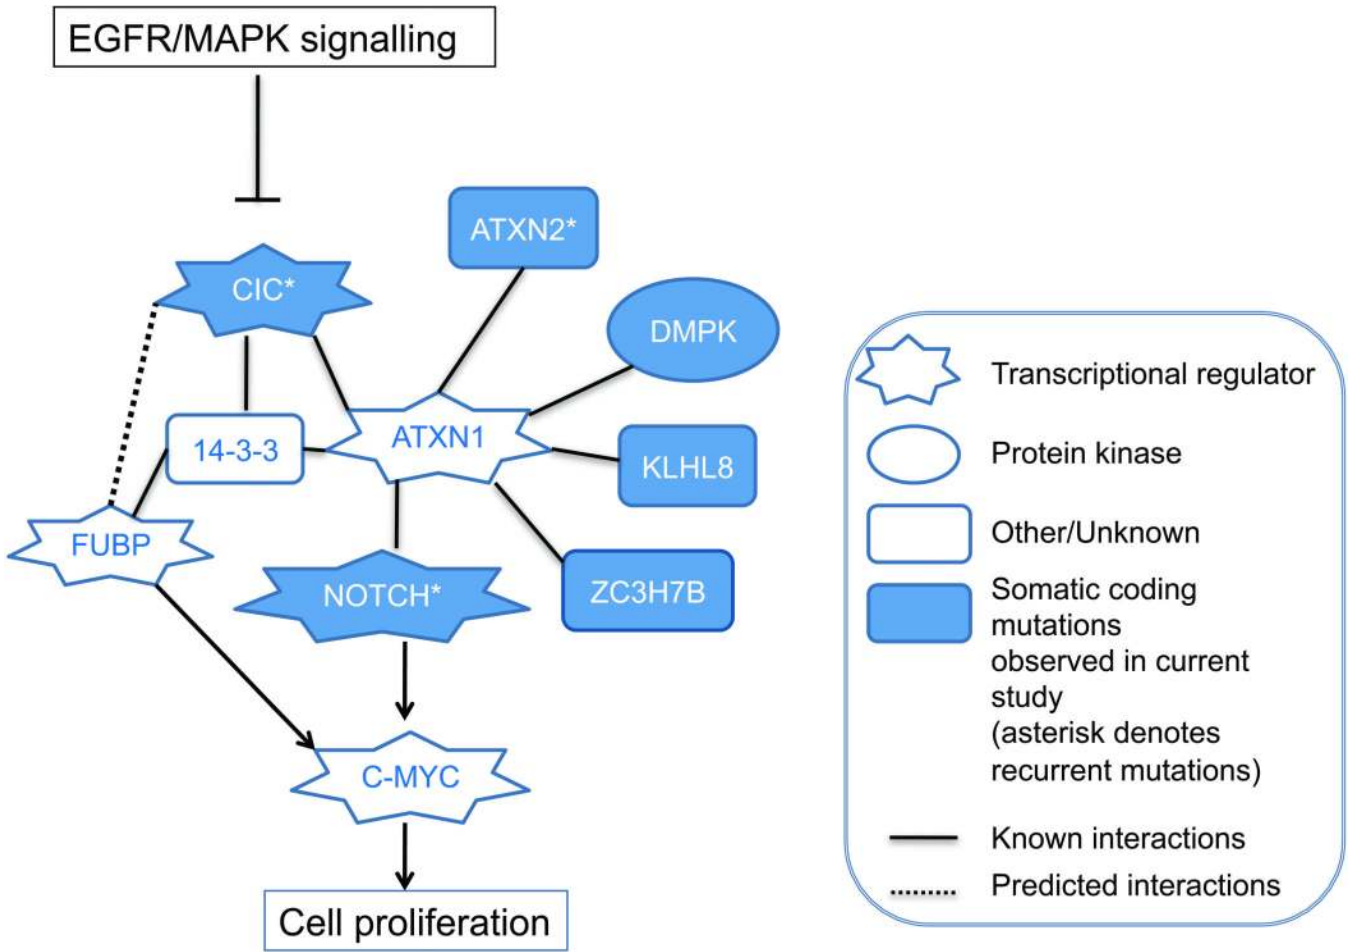 EGFR/MAPK signalling
ATXN2*
CIC*
DMPK
ATXN1
14-3-3
KLHL8
FUBP
NOTCH*
ZC3H7B
C-MYC
Cell proliferation
Transcriptional regulator
Protein kinase
Other/Unknown
Somatic coding
mutations
observed in current
study
(asterisk denotes
recurrent mutations)
Known interactions
Predicted interactions